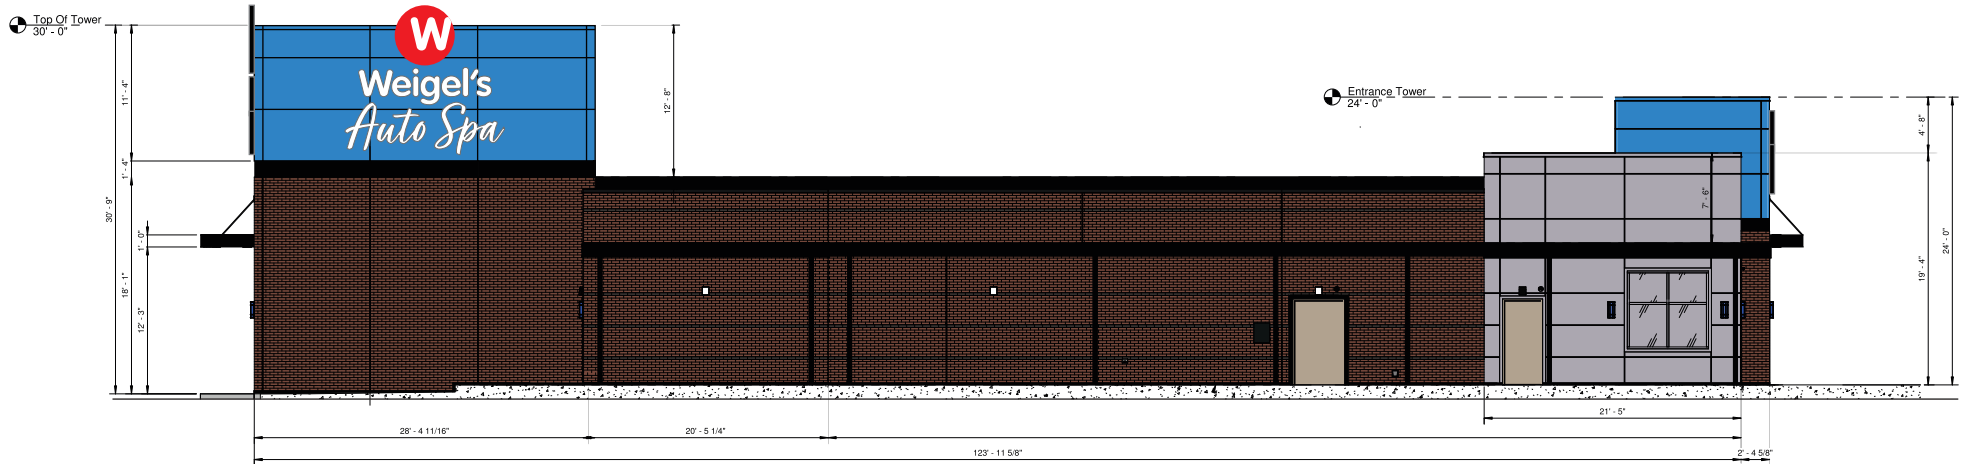 Top Of Tower
30' - 0"
W
Weigel's
Auto Spa
Entrance Tower
24' - 0"
11' - 4"
1' - 4"
30' - 9"
18' - 1"
1' - 0"
12' - 3"
12' - 8"
7' - 6"
4' - 8"
24' - 0"
19' - 4"
21' - 5"
28' - 4 11/16"
20' - 5 1/4"
123' - 11 5/8"
2' - 4 5/8"